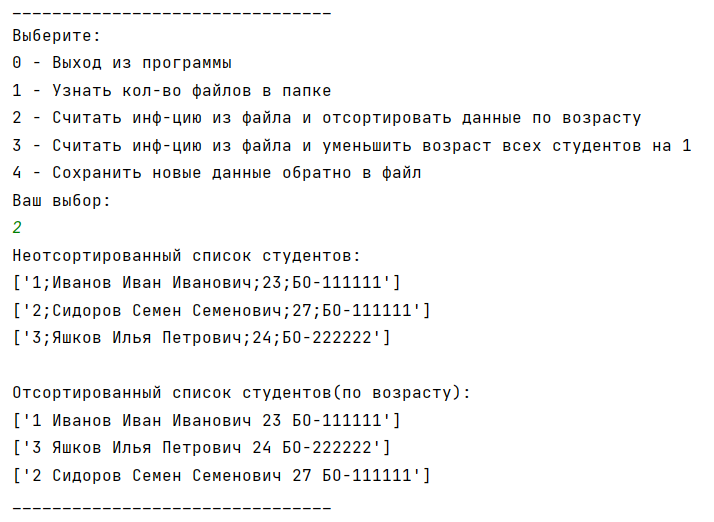 ________________________________
Выберите:
0 - Выход из программы
1 - Узнать кол-во файлов в папке
2 - Считать инф-цию из файла и отсортировать данные по возрасту
3 - Считать инф-цию из файла и уменьшить возраст всех студентов на 1
4 - Сохранить новые данные обратно в файл
Ваш выбор:
2
Неотсортированный список студентов:
['1;Иванов Иван Иванович;23;БО-111111']
['2;Сидоров Семен Семенович;27;БО-111111']
['3;Яшков Илья Петрович;24;БО-222222']
Отсортированный список студентов(по возрасту):
['1 Иванов Иван Иванович 23 БО-111111']
['3 Яшков Илья Петрович 24 БО-222222']
['2 Сидоров Семен Семенович 27 БО-111111']
________________________________